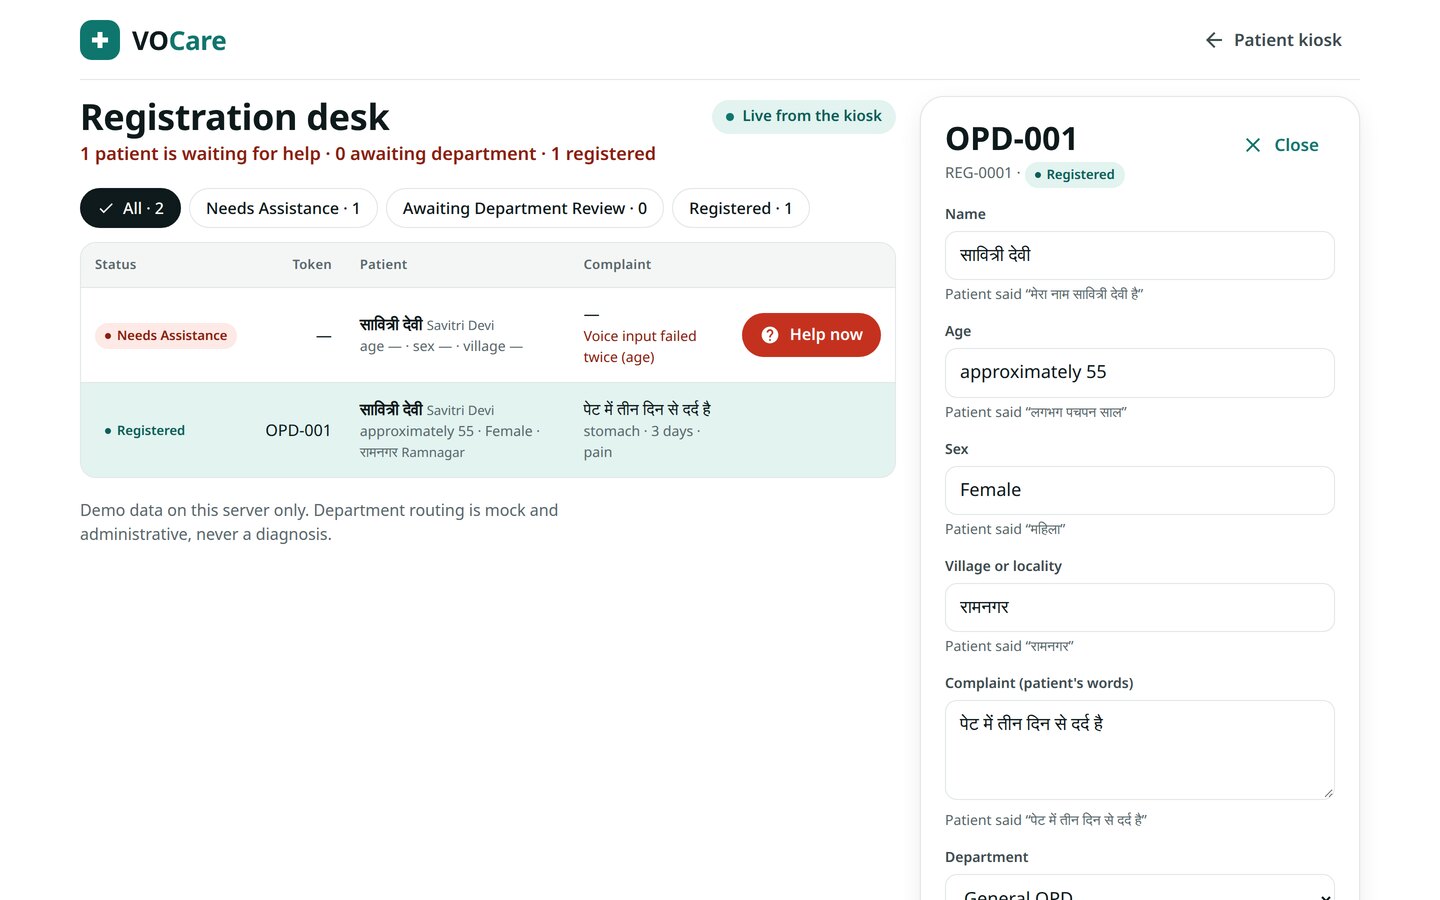 VOCare
Patient kiosk
Registration desk
Live from the kiosk
1 patient is waiting for help · 0 awaiting department · 1 registered
All · 2
Needs Assistance · 1
Awaiting Department Review · 0
Registered · 1
Status Token Patient Complaint
Needs Assistance
—
सावित्री देवी Savitri Devi
age — · sex — · village —
—
Voice input failed
twice (age)
Help now
Registered
OPD-001
सावित्री देवी Savitri Devi
approximately 55 · Female ·
रामनगर Ramnagar
पेट में तीन दिन से दर्द है
stomach · 3 days ·
pain
Demo data on this server only. Department routing is mock and
administrative, never a diagnosis.
OPD-001
Close
REG-0001 · Registered
Name
सावित्री देवी
Patient said “मेरा नाम सावित्री देवी है”
Age
approximately 55
Patient said “लगभग पचपन साल”
Sex
Female
Patient said “महिला”
Village or locality
रामनगर
Patient said “रामनगर”
Complaint (patient's words)
पेट में तीन दिन से दर्द है
Patient said “पेट में तीन दिन से दर्द है”
Department
General OPD